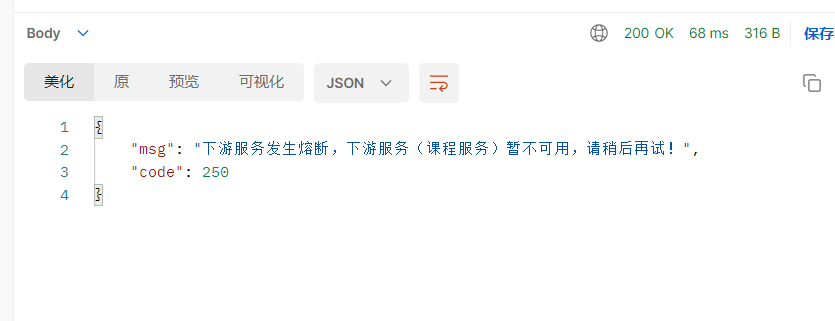 Body 200 OK 68 ms 316 B 保存
美化 原 预览 可视化 JSON
1 {
2 "msg": "下游服务发生熔断，下游服务（课程服务）暂不可用，请稍后再试！",
3 "code": 250
4 }